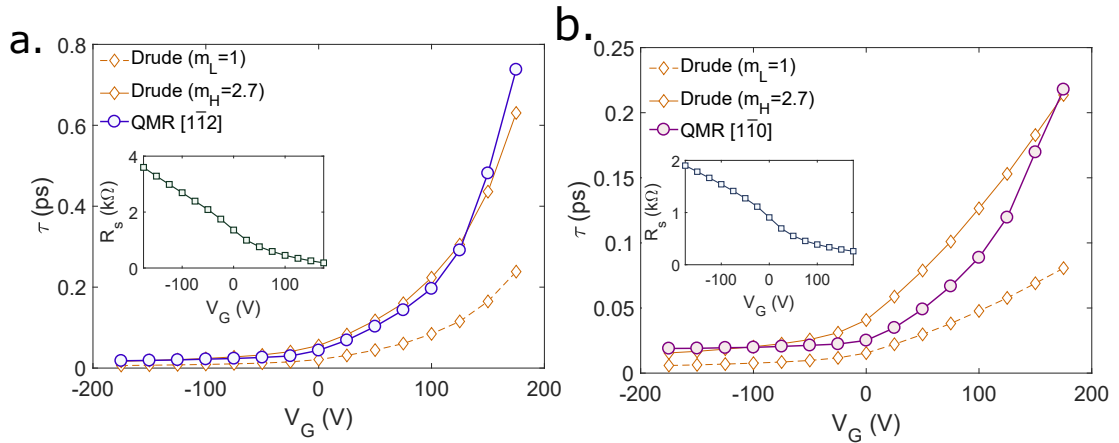 a.
0.8
0.6
0.4
0.2
0
τ (ps)
Drude (m_L=1)
Drude (m_H=2.7)
QMR [11̅2]
4
2
0
R_s (kΩ)
-100 0 100
V_G (V)
-200 -100 0 100 200
V_G (V)
b.
0.25
0.2
0.15
0.1
0.05
0
τ (ps)
Drude (m_L=1)
Drude (m_H=2.7)
QMR [11̅0]
2
1
0
R_s (kΩ)
-100 0 100
V_G (V)
-200 -100 0 100 200
V_G (V)